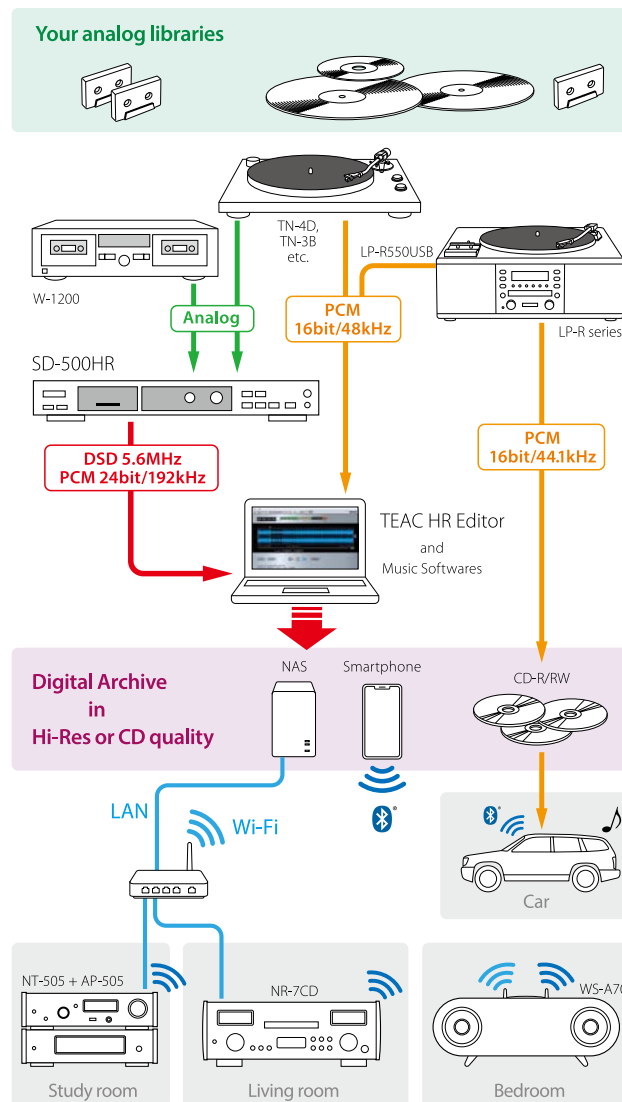 Your analog libraries
TN-4D,
TN-3B
etc.
LP-R550USB
W-1200
LP-R series
Analog
PCM
16bit/48kHz
SD-500HR
PCM
16bit/44.1kHz
DSD 5.6MHz
PCM 24bit/192kHz
TEAC HR Editor
and
Music Softwares
NAS
Smartphone
CD-R/RW
Digital Archive
in
Hi-Res or CD quality
LAN
Wi-Fi
Car
NT-505 + AP-505
NR-7CD
Study room
Living room
Bedroom